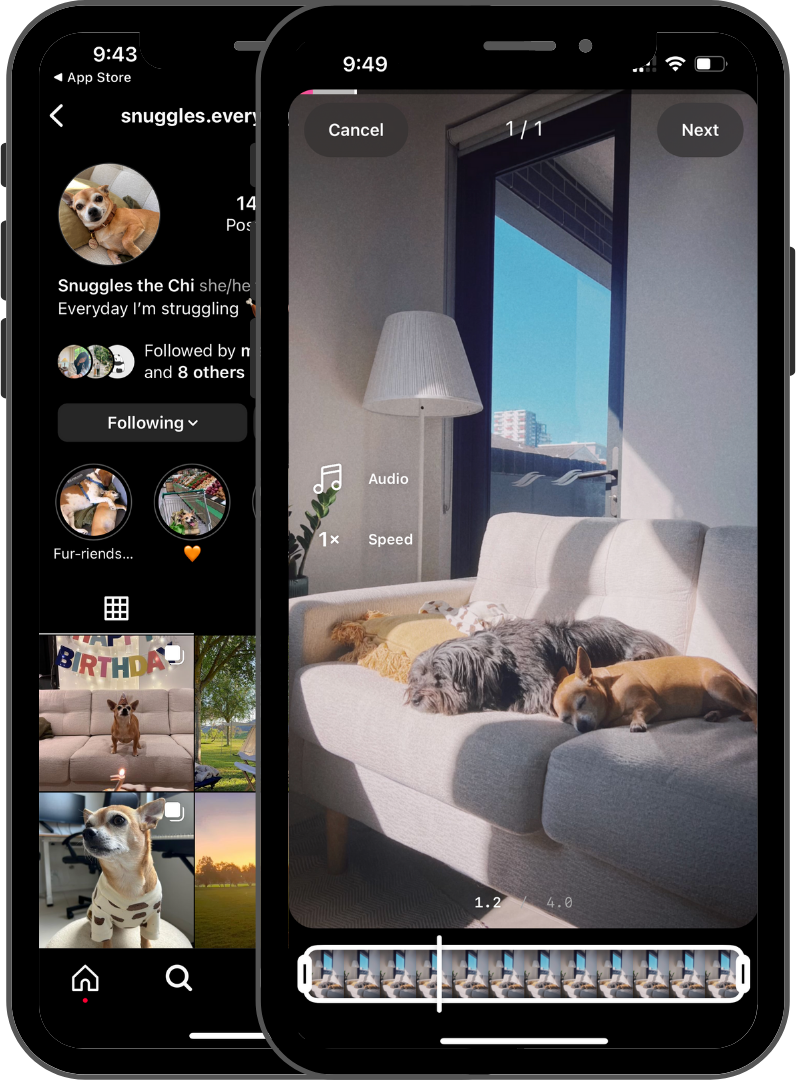 9:43
App Store
snuggles.every
14
Pos
Snuggles the Chi she/he
Everyday I’m struggling
Followed by m
and 8 others
Following
Fur-riends...
🧡
HAPPY
BIRTHDAY
9:49
Cancel
1 / 1
Next
Audio
1×
Speed
1.2 / 4.0